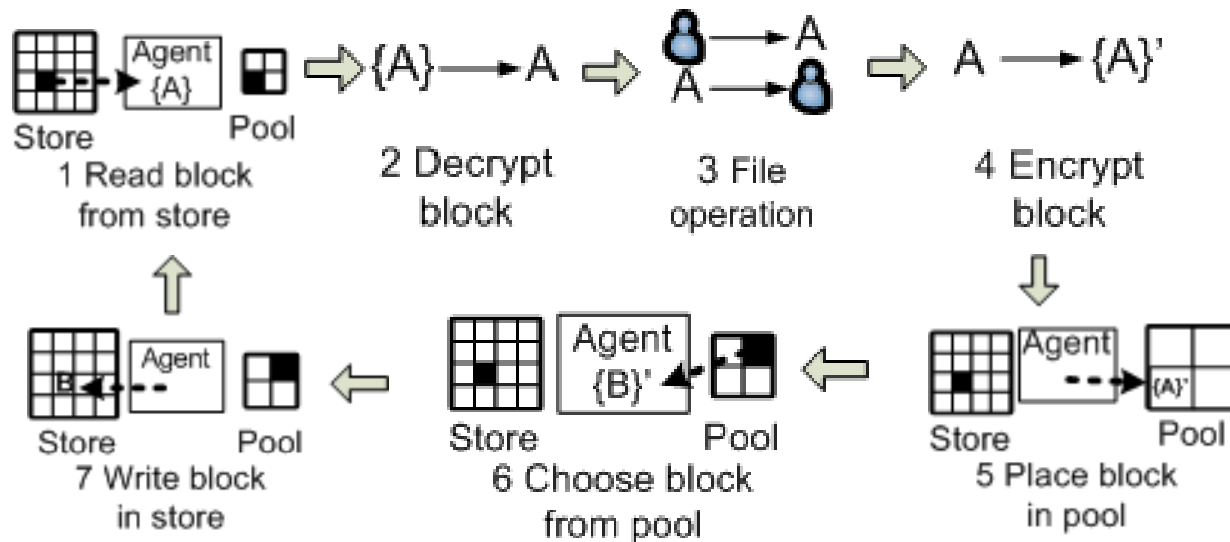 Agent
{A}
Store
Pool
1 Read block
from store
{A} A
2 Decrypt
block
A
A
3 File
operation
A {A}’
4 Encrypt
block
Agent
{A}’
Store
Pool
5 Place block
in pool
Agent
{B}’
Store
Pool
6 Choose block
from pool
B
Agent
Store
Pool
7 Write block
in store